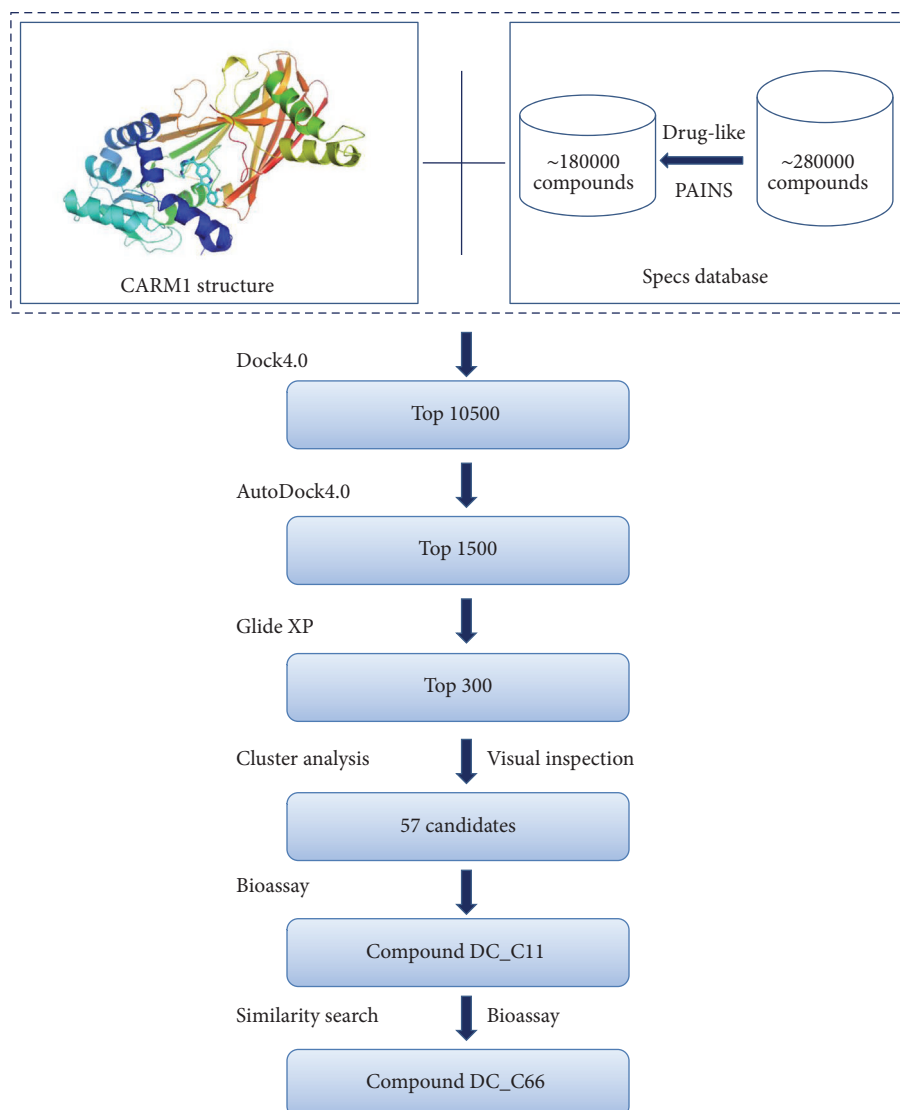 CARM1 structure
~180000
compounds
Drug-like
PAINS
~280000
compounds
Specs database
Dock4.0
Top 10500
AutoDock4.0
Top 1500
Glide XP
Top 300
Cluster analysis
Visual inspection
57 candidates
Bioassay
Compound DC_C11
Similarity search
Bioassay
Compound DC_C66